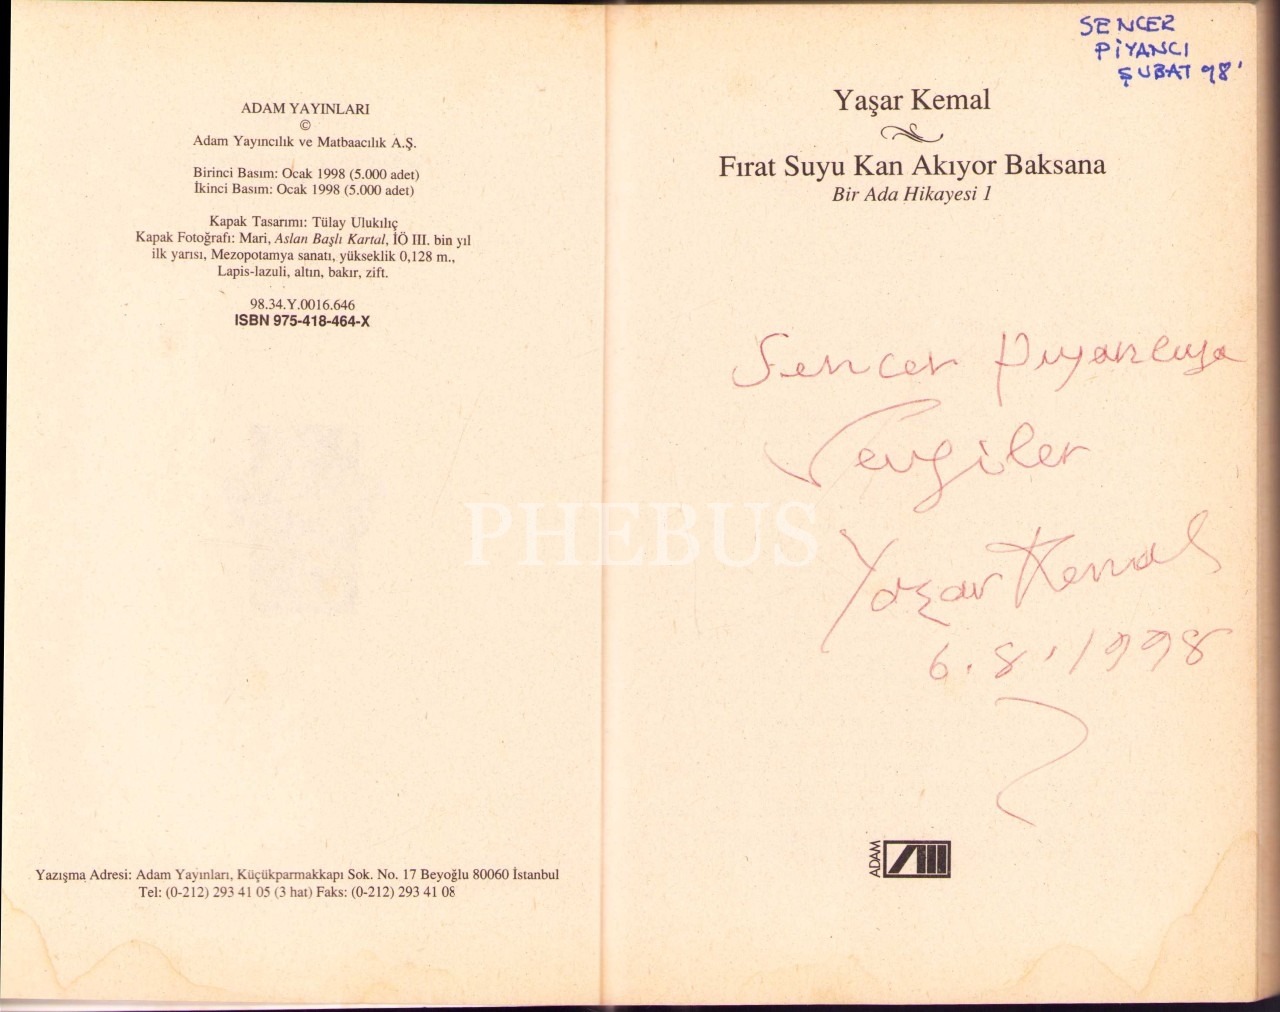 ADAM YAYINLARI
©
Adam Yayıncılık ve Matbaacılık A.Ş.
Birinci Basım: Ocak 1998 (5.000 adet)
İkinci Basım: Ocak 1998 (5.000 adet)
Kapak Tasarımı: Tülay Ulukılıç
Kapak Fotoğrafı: Mari, Aslan Başlı Kartal, İÖ III. bin yıl
ilk yarısı, Mezopotamya sanatı, yükseklik 0,128 m.,
Lapis-lazuli, altın, bakır, zift.
98.34.Y.0016.646
ISBN 975-418-464-X
Yazışma Adresi: Adam Yayınları, Küçükparmakkapı Sok. No. 17 Beyoğlu 80060 İstanbul
Tel: (0-212) 293 41 05 (3 hat) Faks: (0-212) 293 41 08
SENCER
PİYANCI
ŞUBAT 98'
Yaşar Kemal
Fırat Suyu Kan Akıyor Baksana
Bir Ada Hikayesi 1
Sencer Piyancıya
Sevgiler
Yaşar Kemal
6.8.1998
ADAM
PHEBUS